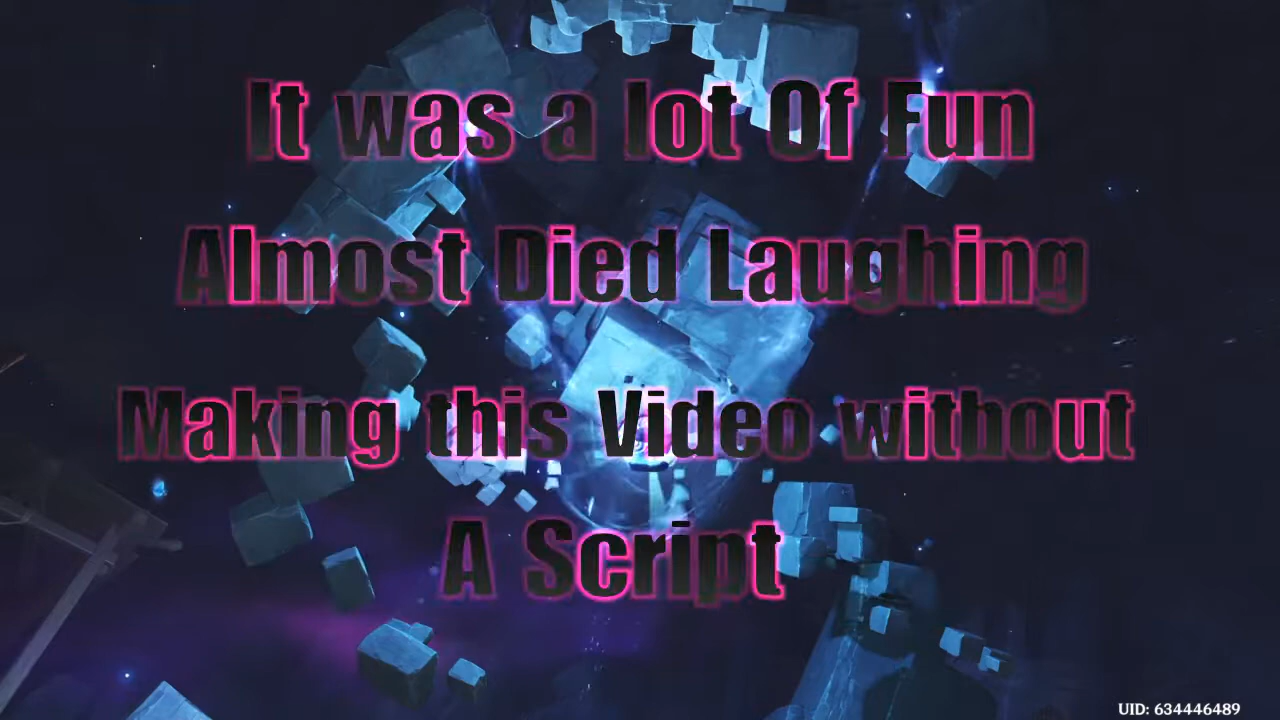 It was a lot Of Fun
Almost Died Laughing
Making this Video without
A Script
UID: 634446489